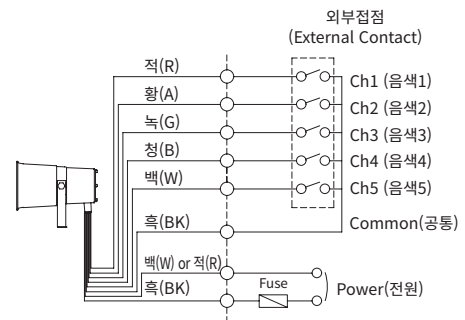 외부접점
(External Contact)
적(R)
Ch1 (음색1)
황(A)
Ch2 (음색2)
녹(G)
Ch3 (음색3)
청(B)
Ch4 (음색4)
백(W)
Ch5 (음색5)
흑(BK)
Common(공통)
백(W) or 적(R)
흑(BK)
Fuse
Power(전원)